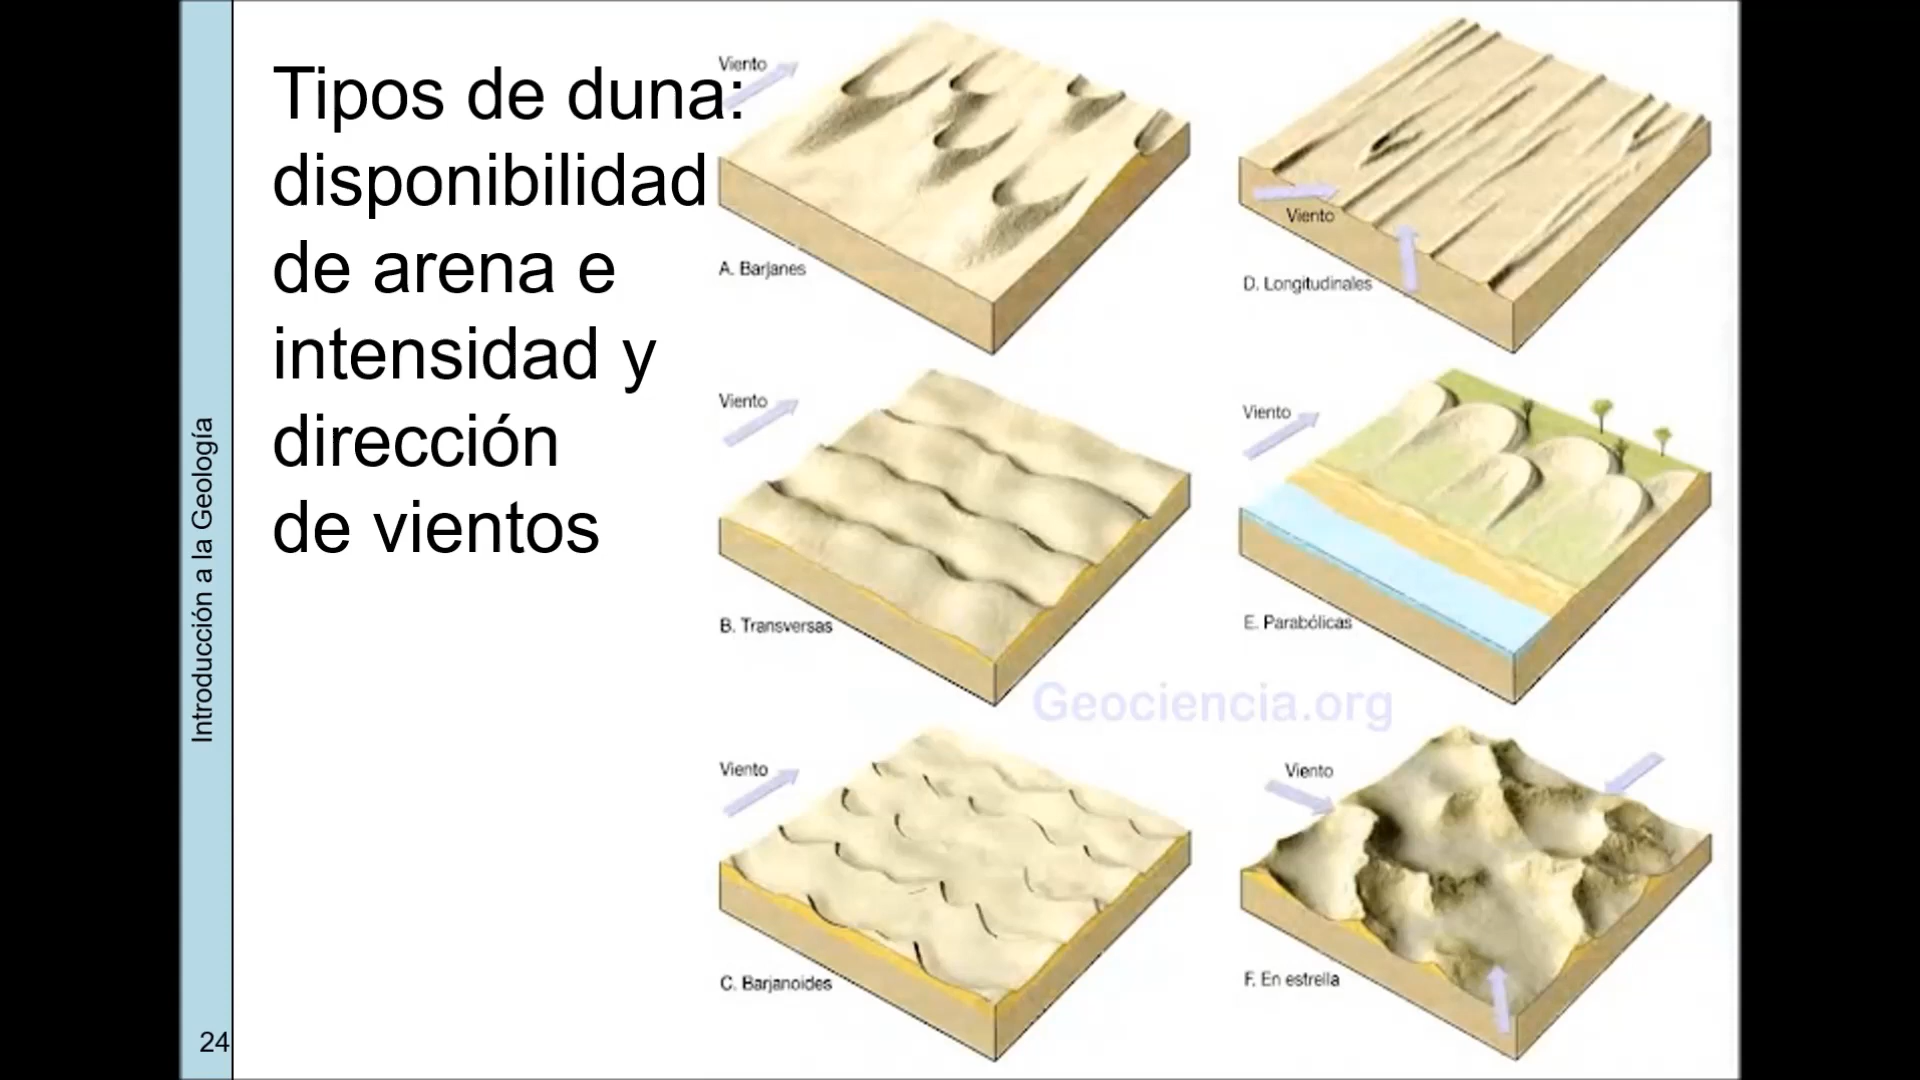 Tipos de duna:
disponibilidad
de arena e
intensidad y
dirección
de vientos
Introducción a la Geología
24
Viento
A. Barjanes
Viento
D. Longitudinales
Viento
B. Transversas
Viento
E. Parabólicas
Geociencia.org
Viento
C. Barjanoides
Viento
F. En estrella